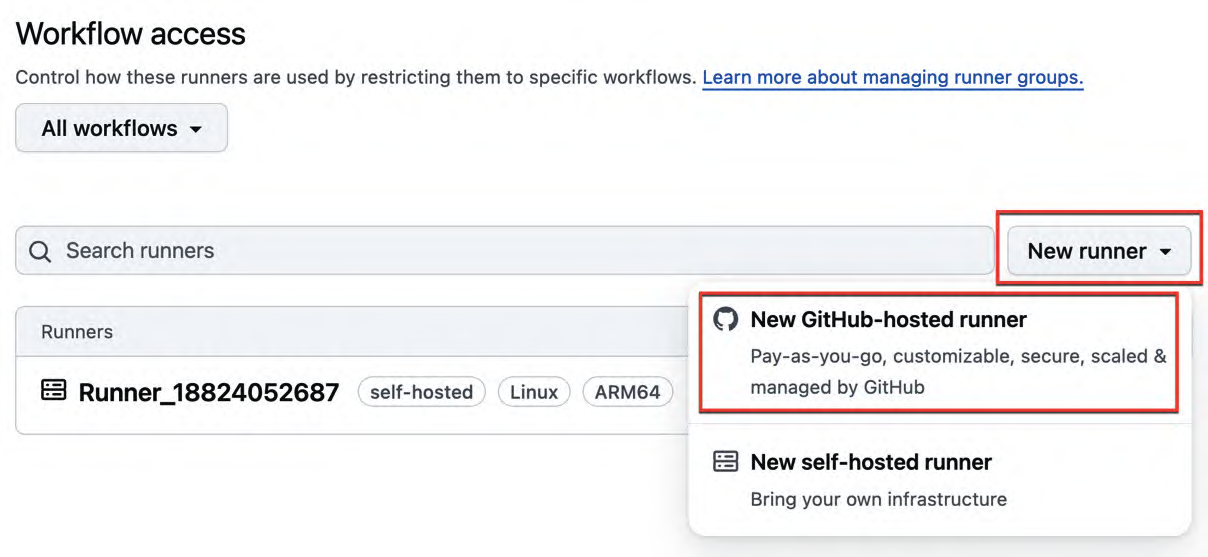 Workflow access
Control how these runners are used by restricting them to specific workflows. Learn more about managing runner groups.
All workflows
Search runners
New runner
New GitHub-hosted runner
Pay-as-you-go, customizable, secure, scaled &
managed by GitHub
Runners
Runner_18824052687 self-hosted Linux ARM64
New self-hosted runner
Bring your own infrastructure